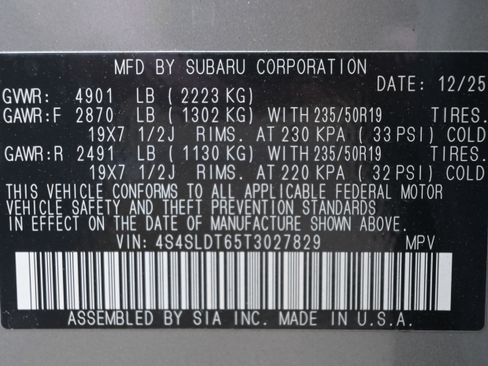 MFD BY SUBARU CORPORATION
DATE: 12/25
GVWR: 4901 LB (2223 KG)
GAWR:F 2870 LB (1302 KG) WITH 235/50R19 TIRES.
19X7 1/2J RIMS. AT 230 KPA (33 PSI) COLD
GAWR:R 2491 LB (1130 KG) WITH 235/50R19 TIRES.
19X7 1/2J RIMS. AT 220 KPA (32 PSI) COLD
THIS VEHICLE CONFORMS TO ALL APPLICABLE FEDERAL MOTOR
VEHICLE SAFETY AND THEFT PREVENTION STANDARDS
IN EFFECT ON THE DATE OF MANUFACTURE SHOWN ABOVE.
VIN: 4S4SLDT65T3027829 MPV
ASSEMBLED BY SIA INC. MADE IN U.S.A.